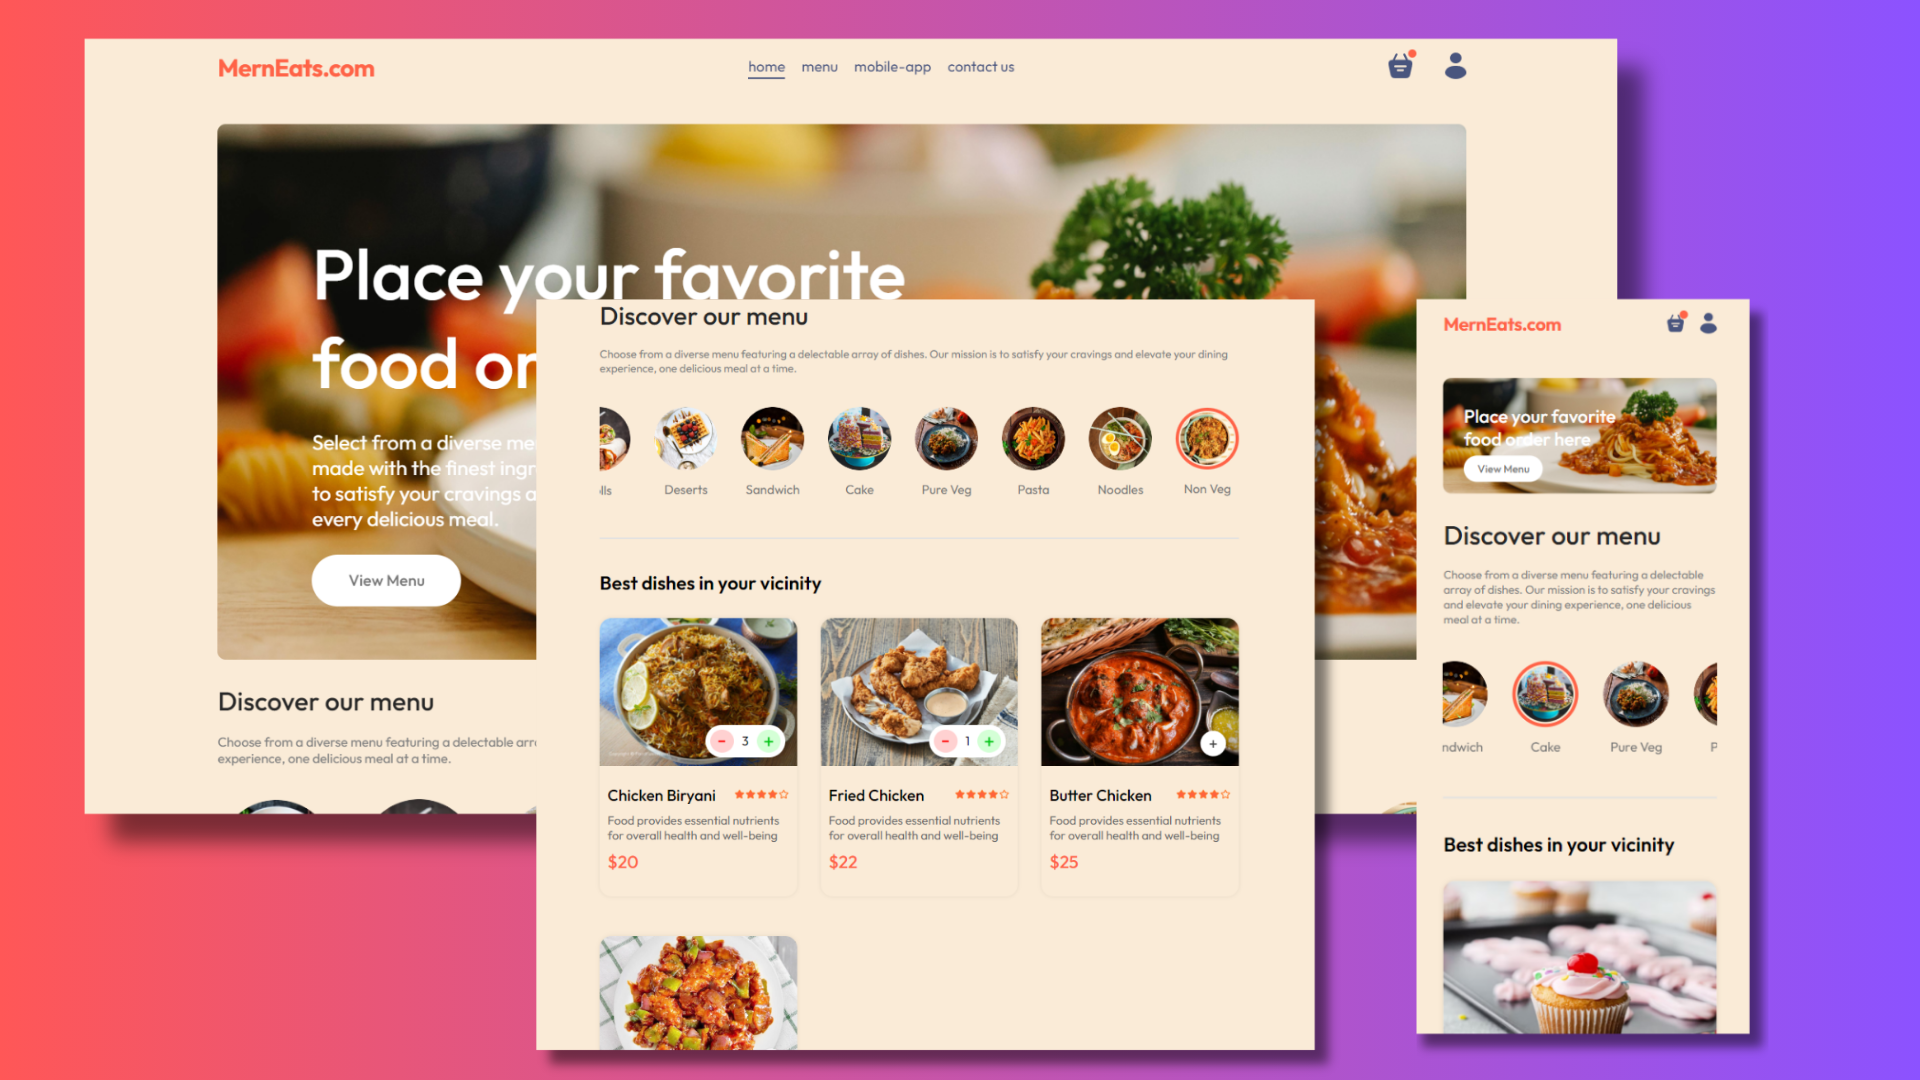 MernEats.com
home menu mobile-app contact us
Place your favorite
food or
Select from a diverse me
made with the finest ingr
to satisfy your cravings a
every delicious meal.
View Menu
Discover our menu
Choose from a diverse menu featuring a delectable arr
experience, one delicious meal at a time.
Discover our menu
Choose from a diverse menu featuring a delectable array of dishes. Our mission is to satisfy your cravings and elevate your dining
experience, one delicious meal at a time.
lls Deserts Sandwich Cake Pure Veg Pasta Noodles Non Veg
Best dishes in your vicinity
- 3 + - 1 + +
Chicken Biryani Fried Chicken Butter Chicken
Food provides essential nutrients Food provides essential nutrients Food provides essential nutrients
for overall health and well-being for overall health and well-being for overall health and well-being
$20 $22 $25
MernEats.com
Place your favorite
food order here
View Menu
Discover our menu
Choose from a diverse menu featuring a delectable
array of dishes. Our mission is to satisfy your cravings
and elevate your dining experience, one delicious
meal at a time.
ndwich Cake Pure Veg P
Best dishes in your vicinity